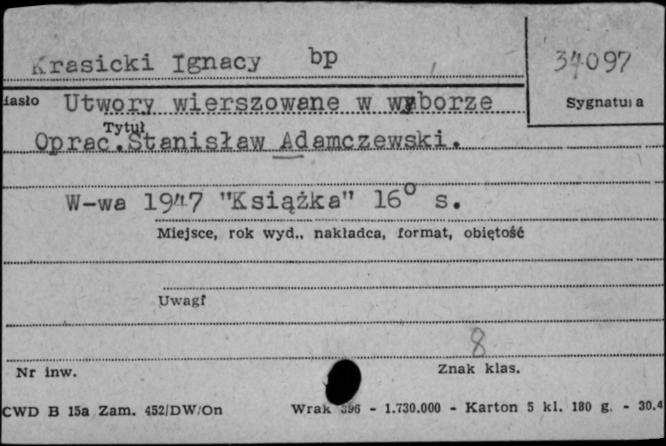 Krasicki Ignacy bp
34097
Hasło Utwory wierszowane w wyborze
Sygnatura
Tytuł
Oprac. Stanisław Adamczewski.
W-wa 1947 "Książka" 16° s.
Miejsce, rok wyd., nakładca, format, objętość
Uwagi
8
Nr inw.
Znak klas.
CWD B 15a Zam. 452/DW/On Wrak 396 - 1.730.000 - Karton 5 kl. 180 g. - 30.4